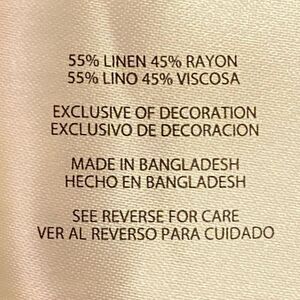 55% LINEN 45% RAYON
55% LINO 45% VISCOSA
EXCLUSIVE OF DECORATION
EXCLUSIVO DE DECORACION
MADE IN BANGLADESH
HECHO EN BANGLADESH
SEE REVERSE FOR CARE
VER AL REVERSO PARA CUIDADO